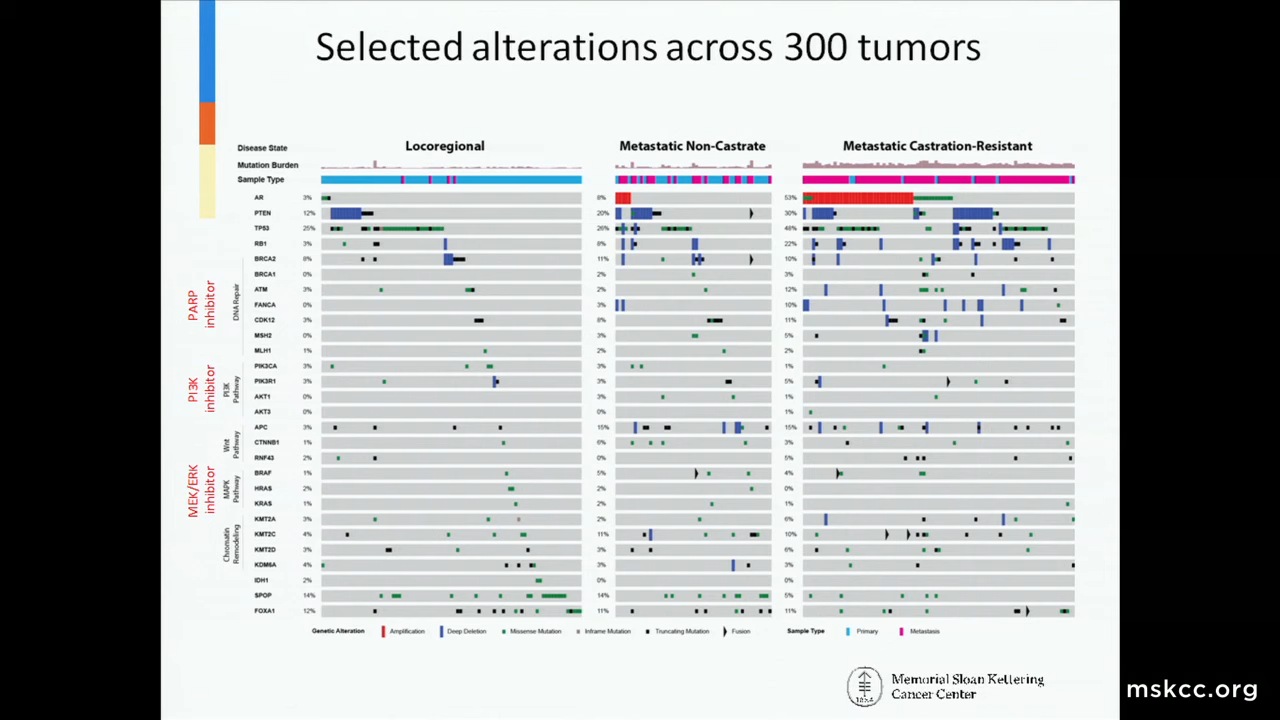 Selected alterations across 300 tumors
Disease State Locoregional Metastatic Non-Castrate Metastatic Castration-Resistant
Mutation Burden
Sample Type
AR 3% 8% 53%
PTEN 12% 20% 30%
TP53 25% 26% 48%
RB1 3% 8% 22%
BRCA2 8% 11% 10%
BRCA1 0% 2% 3%
ATM 3% 2% 12%
FANCA 0% 3% 10%
CDK12 3% 8% 11%
MSH2 0% 3% 5%
MLH1 1% 2% 2%
PIK3CA 3% 3% 1%
PIK3R1 3% 3% 5%
AKT1 0% 3% 1%
AKT3 0% 0% 1%
APC 3% 15% 15%
CTNNB1 1% 6% 3%
RNF43 2% 0% 5%
BRAF 1% 5% 4%
HRAS 2% 2% 0%
KRAS 1% 2% 1%
KMT2A 3% 2% 6%
KMT2C 4% 11% 10%
KMT2D 3% 3% 6%
KDM6A 4% 3% 3%
IDH1 2% 0% 0%
SPOP 14% 14% 5%
FOXA1 12% 11% 11%
PARP
inhibitor
DNA Repair
PI3K
inhibitor
PI3K
Pathway
Wnt
Pathway
MEK/ERK
inhibitor
MAPK
Pathway
Chromatin
Remodeling
Genetic Alteration Amplification Deep Deletion Missense Mutation Inframe Mutation Truncating Mutation Fusion Sample Type Primary Metastasis
Memorial Sloan Kettering
Cancer Center
mskcc.org